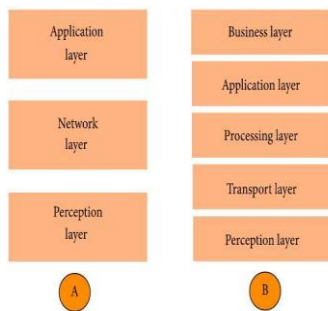 Application
layer
Network
layer
Perception
layer
A
Business layer
Application layer
Processing layer
Transport layer
Perception layer
B